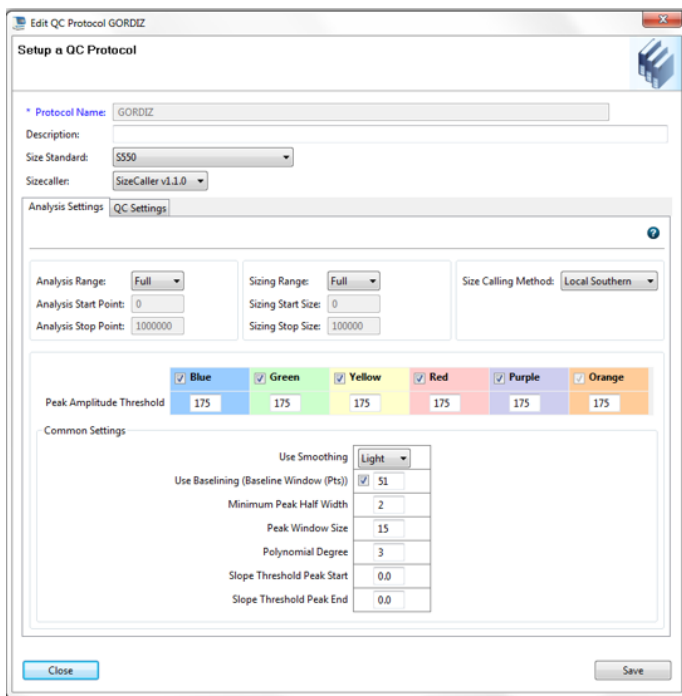 Edit QC Protocol GORDIZ
Setup a QC Protocol
* Protocol Name: GORDIZ
Description:
Size Standard: S550
Sizecaller: SizeCaller v1.1.0
Analysis Settings QC Settings
Analysis Range: Full Sizing Range: Full Size Calling Method: Local Southern
Analysis Start Point: 0 Sizing Start Size: 0
Analysis Stop Point: 1000000 Sizing Stop Size: 100000
Blue Green Yellow Red Purple Orange
Peak Amplitude Threshold 175 175 175 175 175 175
Common Settings
Use Smoothing Light
Use Baselining (Baseline Window (Pts)) 51
Minimum Peak Half Width 2
Peak Window Size 15
Polynomial Degree 3
Slope Threshold Peak Start 0.0
Slope Threshold Peak End 0.0
Close Save